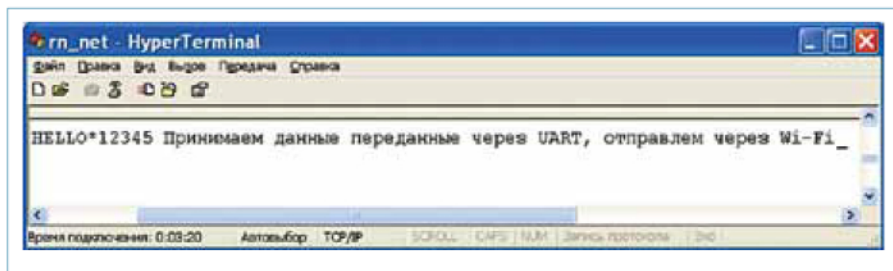 rn_net - HyperTerminal
Файл Правка Вид Вызов Передача Справка
HELLO*12345 Принимаем данные переданные через UART, отправлем через Wi-Fi_
Время подключения: 0:03:20 Автовыбор TCP/IP SCROLL CAPS NUM Запись протокола